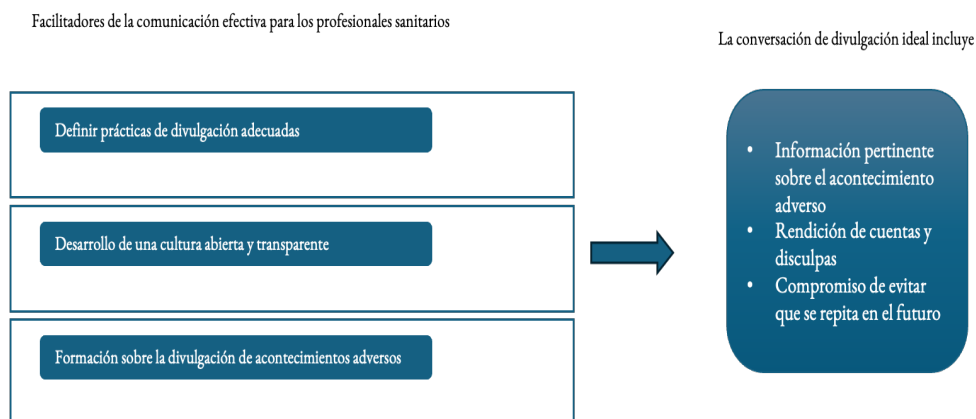 Facilitadores de la comunicación efectiva para los profesionales sanitarios
La conversación de divulgación ideal incluye
Definir prácticas de divulgación adecuadas
Desarrollo de una cultura abierta y transparente
Formación sobre la divulgación de acontecimientos adversos
• Información pertinente
sobre el acontecimiento
adverso
• Rendición de cuentas y
disculpas
• Compromiso de evitar
que se repita en el futuro